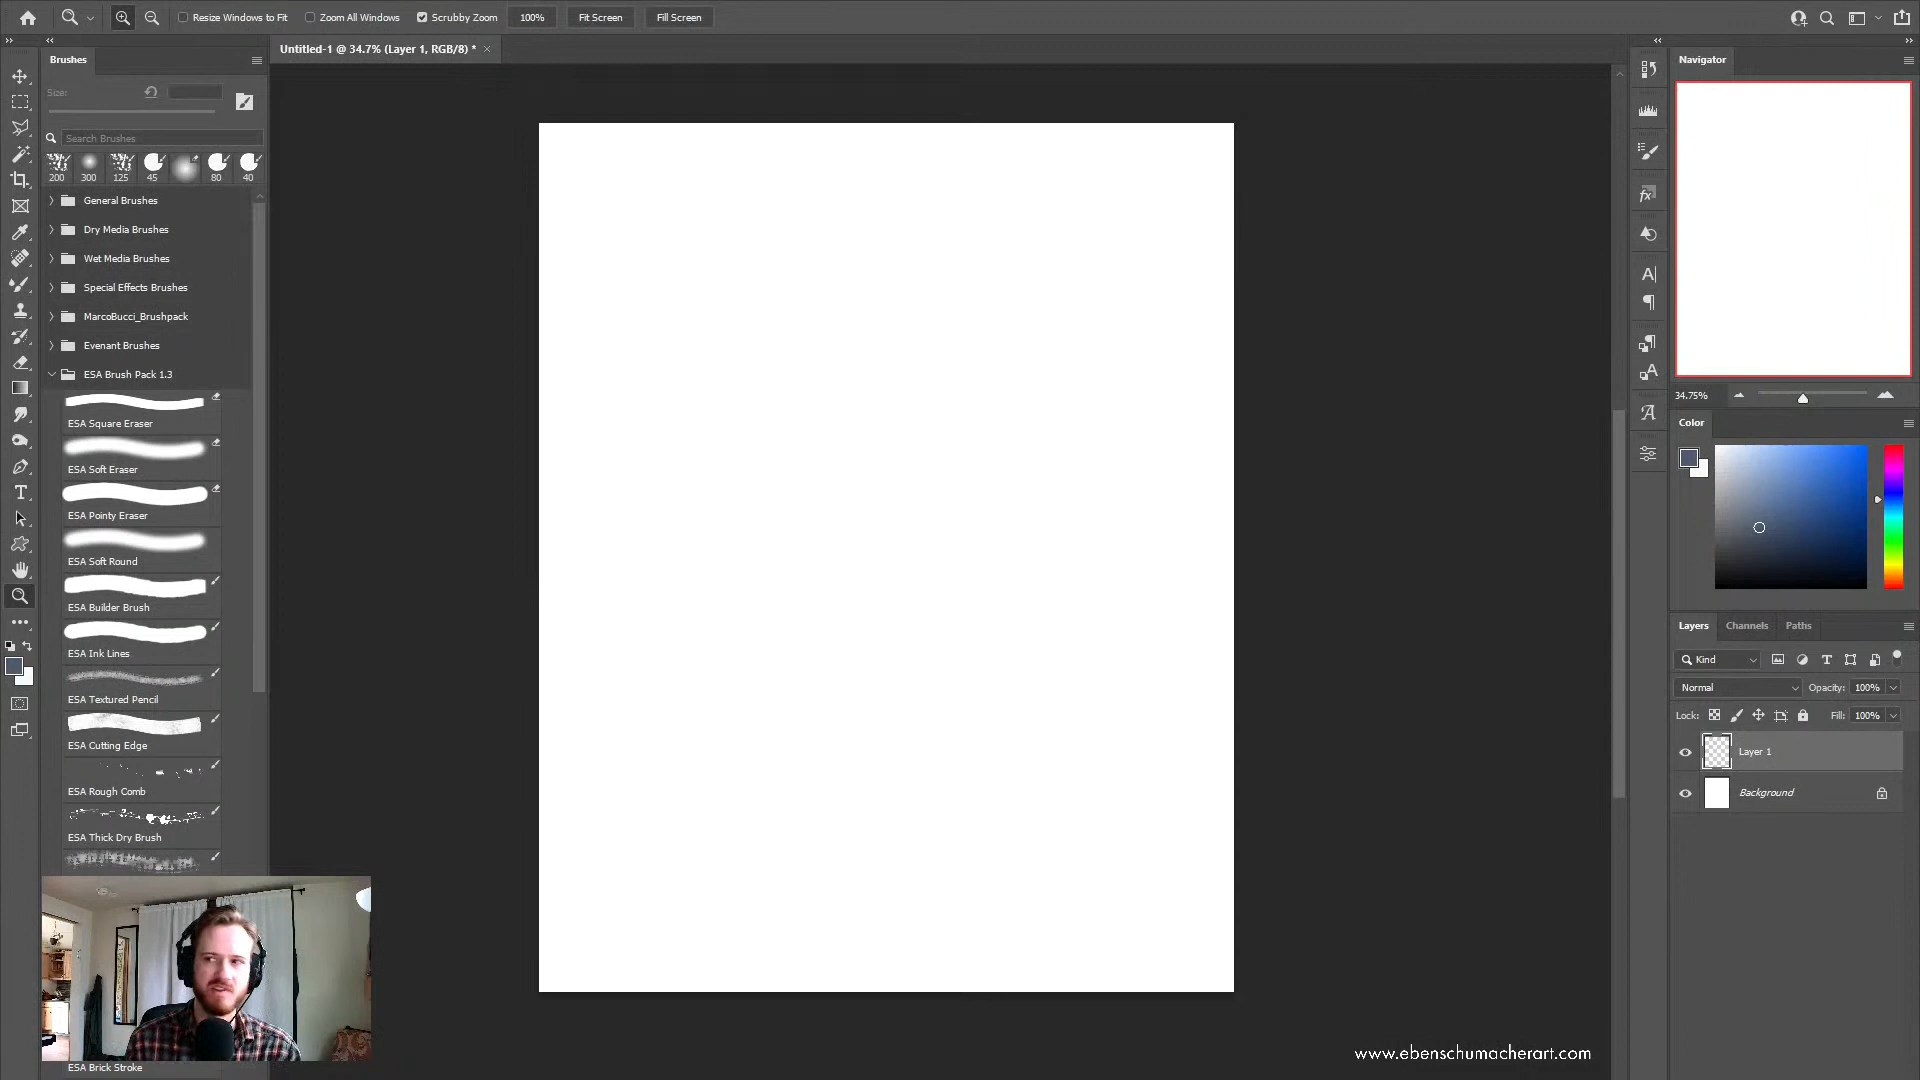 Resize Windows to Fit
Zoom All Windows
Scrubby Zoom
100%
Fit Screen
Fill Screen
Untitled-1 @ 34.7% (Layer 1, RGB/8) *
Brushes
Size:
Search Brushes
200
300
125
45
80
40
General Brushes
Dry Media Brushes
Wet Media Brushes
Special Effects Brushes
MarcoBucci_Brushpack
Evenant Brushes
ESA Brush Pack 1.3
ESA Square Eraser
ESA Soft Eraser
ESA Pointy Eraser
ESA Soft Round
ESA Builder Brush
ESA Ink Lines
ESA Textured Pencil
ESA Cutting Edge
ESA Rough Comb
ESA Thick Dry Brush
ESA Brick Stroke
Navigator
34.75%
Color
Layers
Channels
Paths
Kind
Normal
Opacity: 100%
Lock:
Fill: 100%
Layer 1
Background
www.ebenschumacherart.com